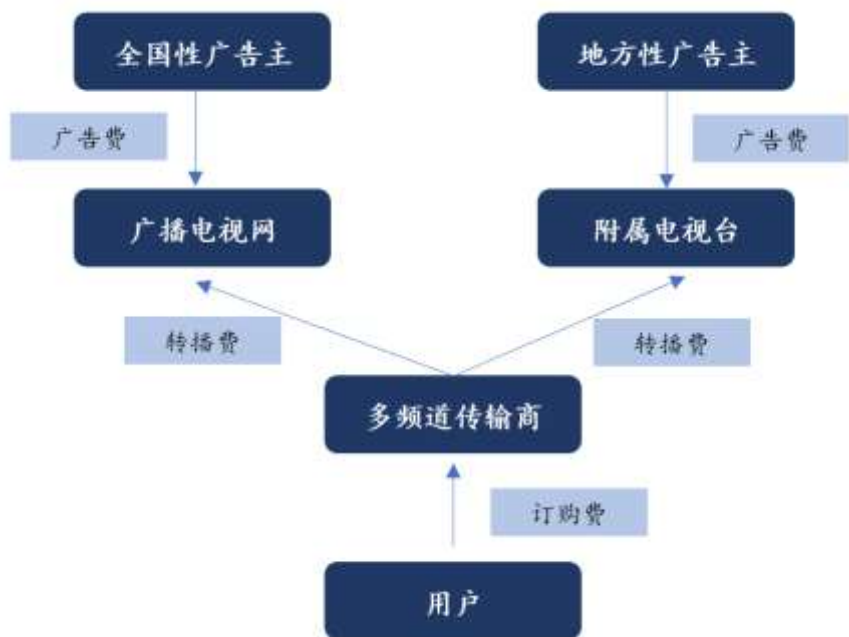 全国性广告主
地方性广告主
广告费
广告费
广播电视网
附属电视台
转播费
转播费
多频道传输商
订购费
用户